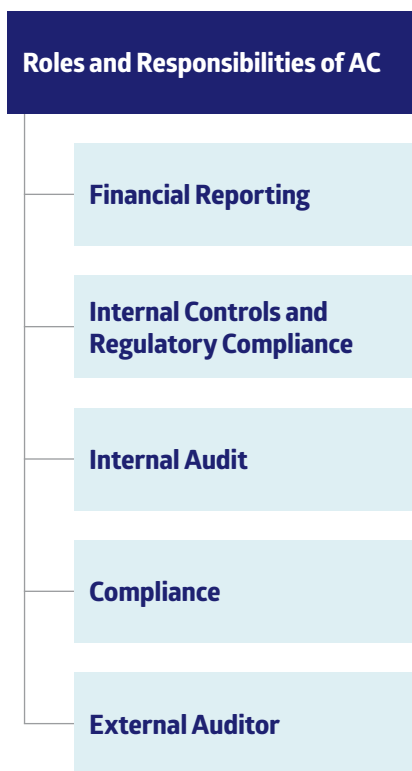 Roles and Responsibilities of AC
Financial Reporting
Internal Controls and
Regulatory Compliance
Internal Audit
Compliance
External Auditor